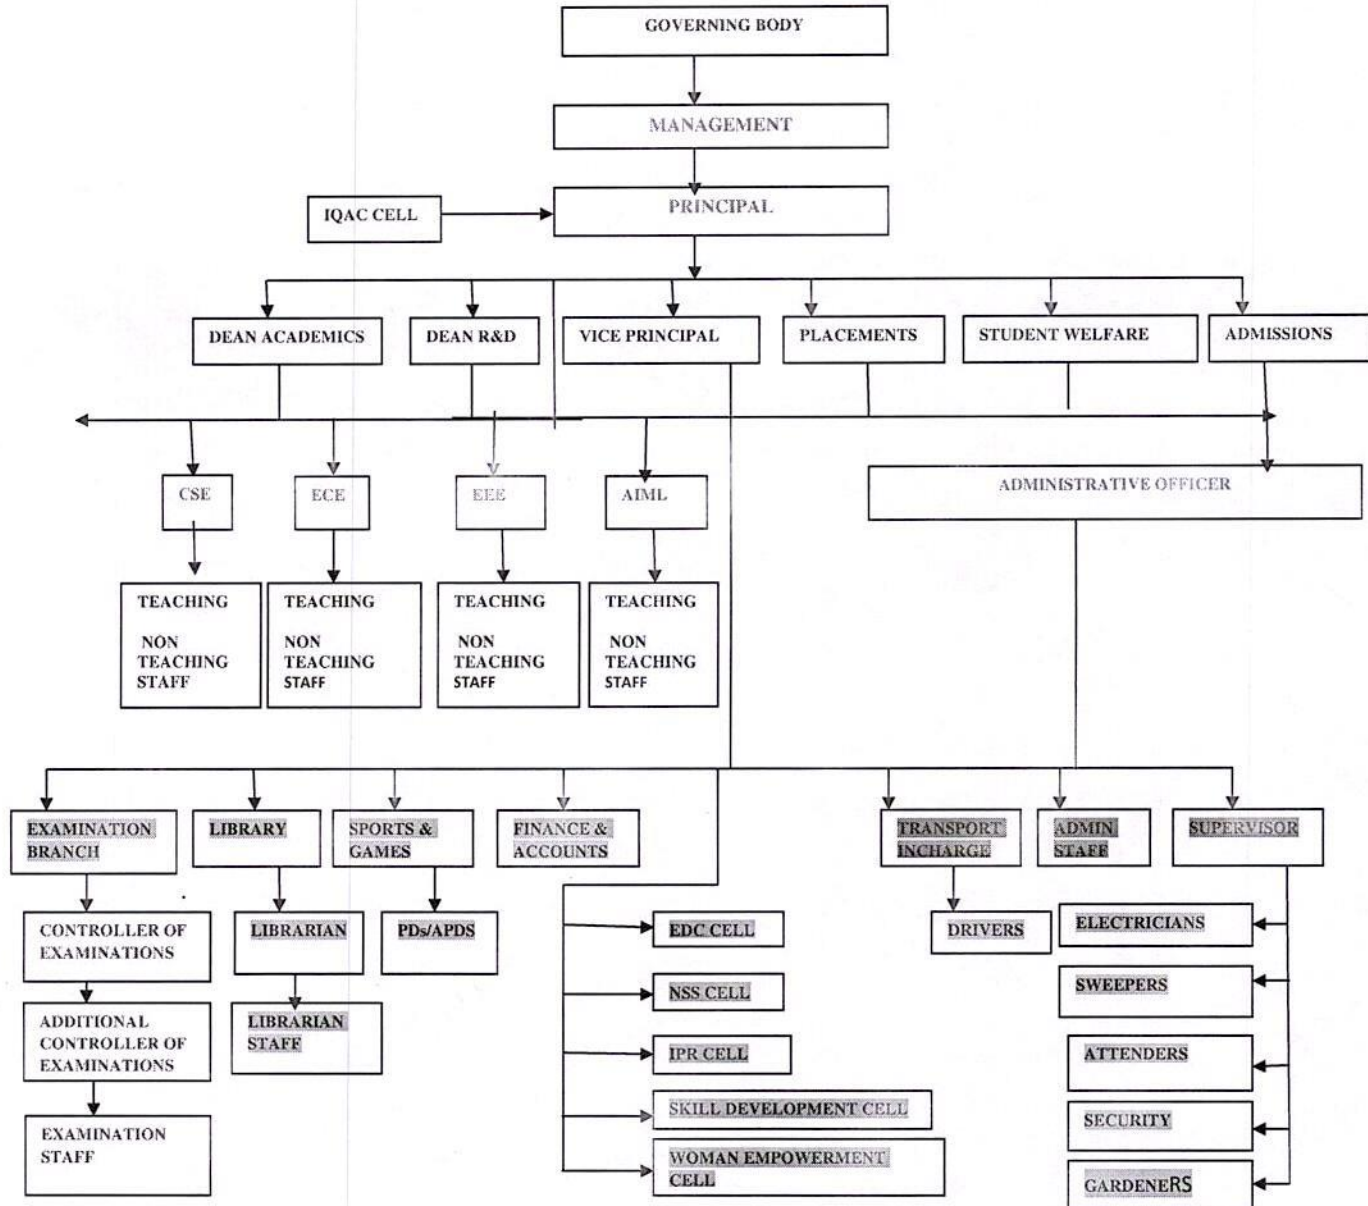 GOVERNING BODY
MANAGEMENT
IQAC CELL
PRINCIPAL
DEAN ACADEMICS
DEAN R&D
VICE PRINCIPAL
PLACEMENTS
STUDENT WELFARE
ADMISSIONS
CSE
ECE
EEE
AIML
ADMINISTRATIVE OFFICER
TEACHING
NON
TEACHING
STAFF
TEACHING
NON
TEACHING
STAFF
TEACHING
NON
TEACHING
STAFF
TEACHING
NON
TEACHING
STAFF
EXAMINATION
BRANCH
LIBRARY
SPORTS &
GAMES
FINANCE &
ACCOUNTS
TRANSPORT
INCHARGE
ADMIN
STAFF
SUPERVISOR
CONTROLLER OF
EXAMINATIONS
LIBRARIAN
PDs/APDS
EDC CELL
DRIVERS
ELECTRICIANS
NSS CELL
SWEEPERS
ADDITIONAL
CONTROLLER OF
EXAMINATIONS
LIBRARIAN
STAFF
IPR CELL
ATTENDERS
SKILL DEVELOPMENT CELL
SECURITY
EXAMINATION
STAFF
WOMAN EMPOWERMENT
CELL
GARDENERS